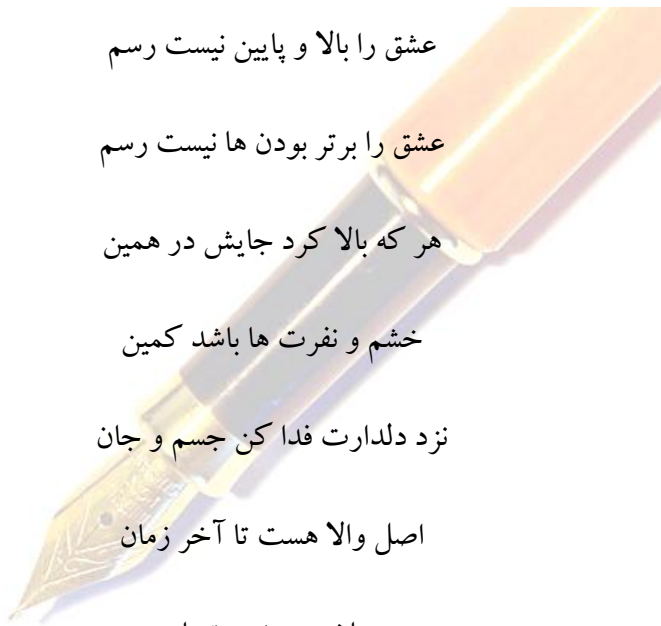 عشق را بالا و پایین نیست رسم
عشق را برتر بودن ها نیست رسم
هر که بالا کرد جایش در همین
خشم و نفرت ها باشد کمین
نزد دلدارت فدا کن جسم و جان
اصل والا هست تا آخر زمان